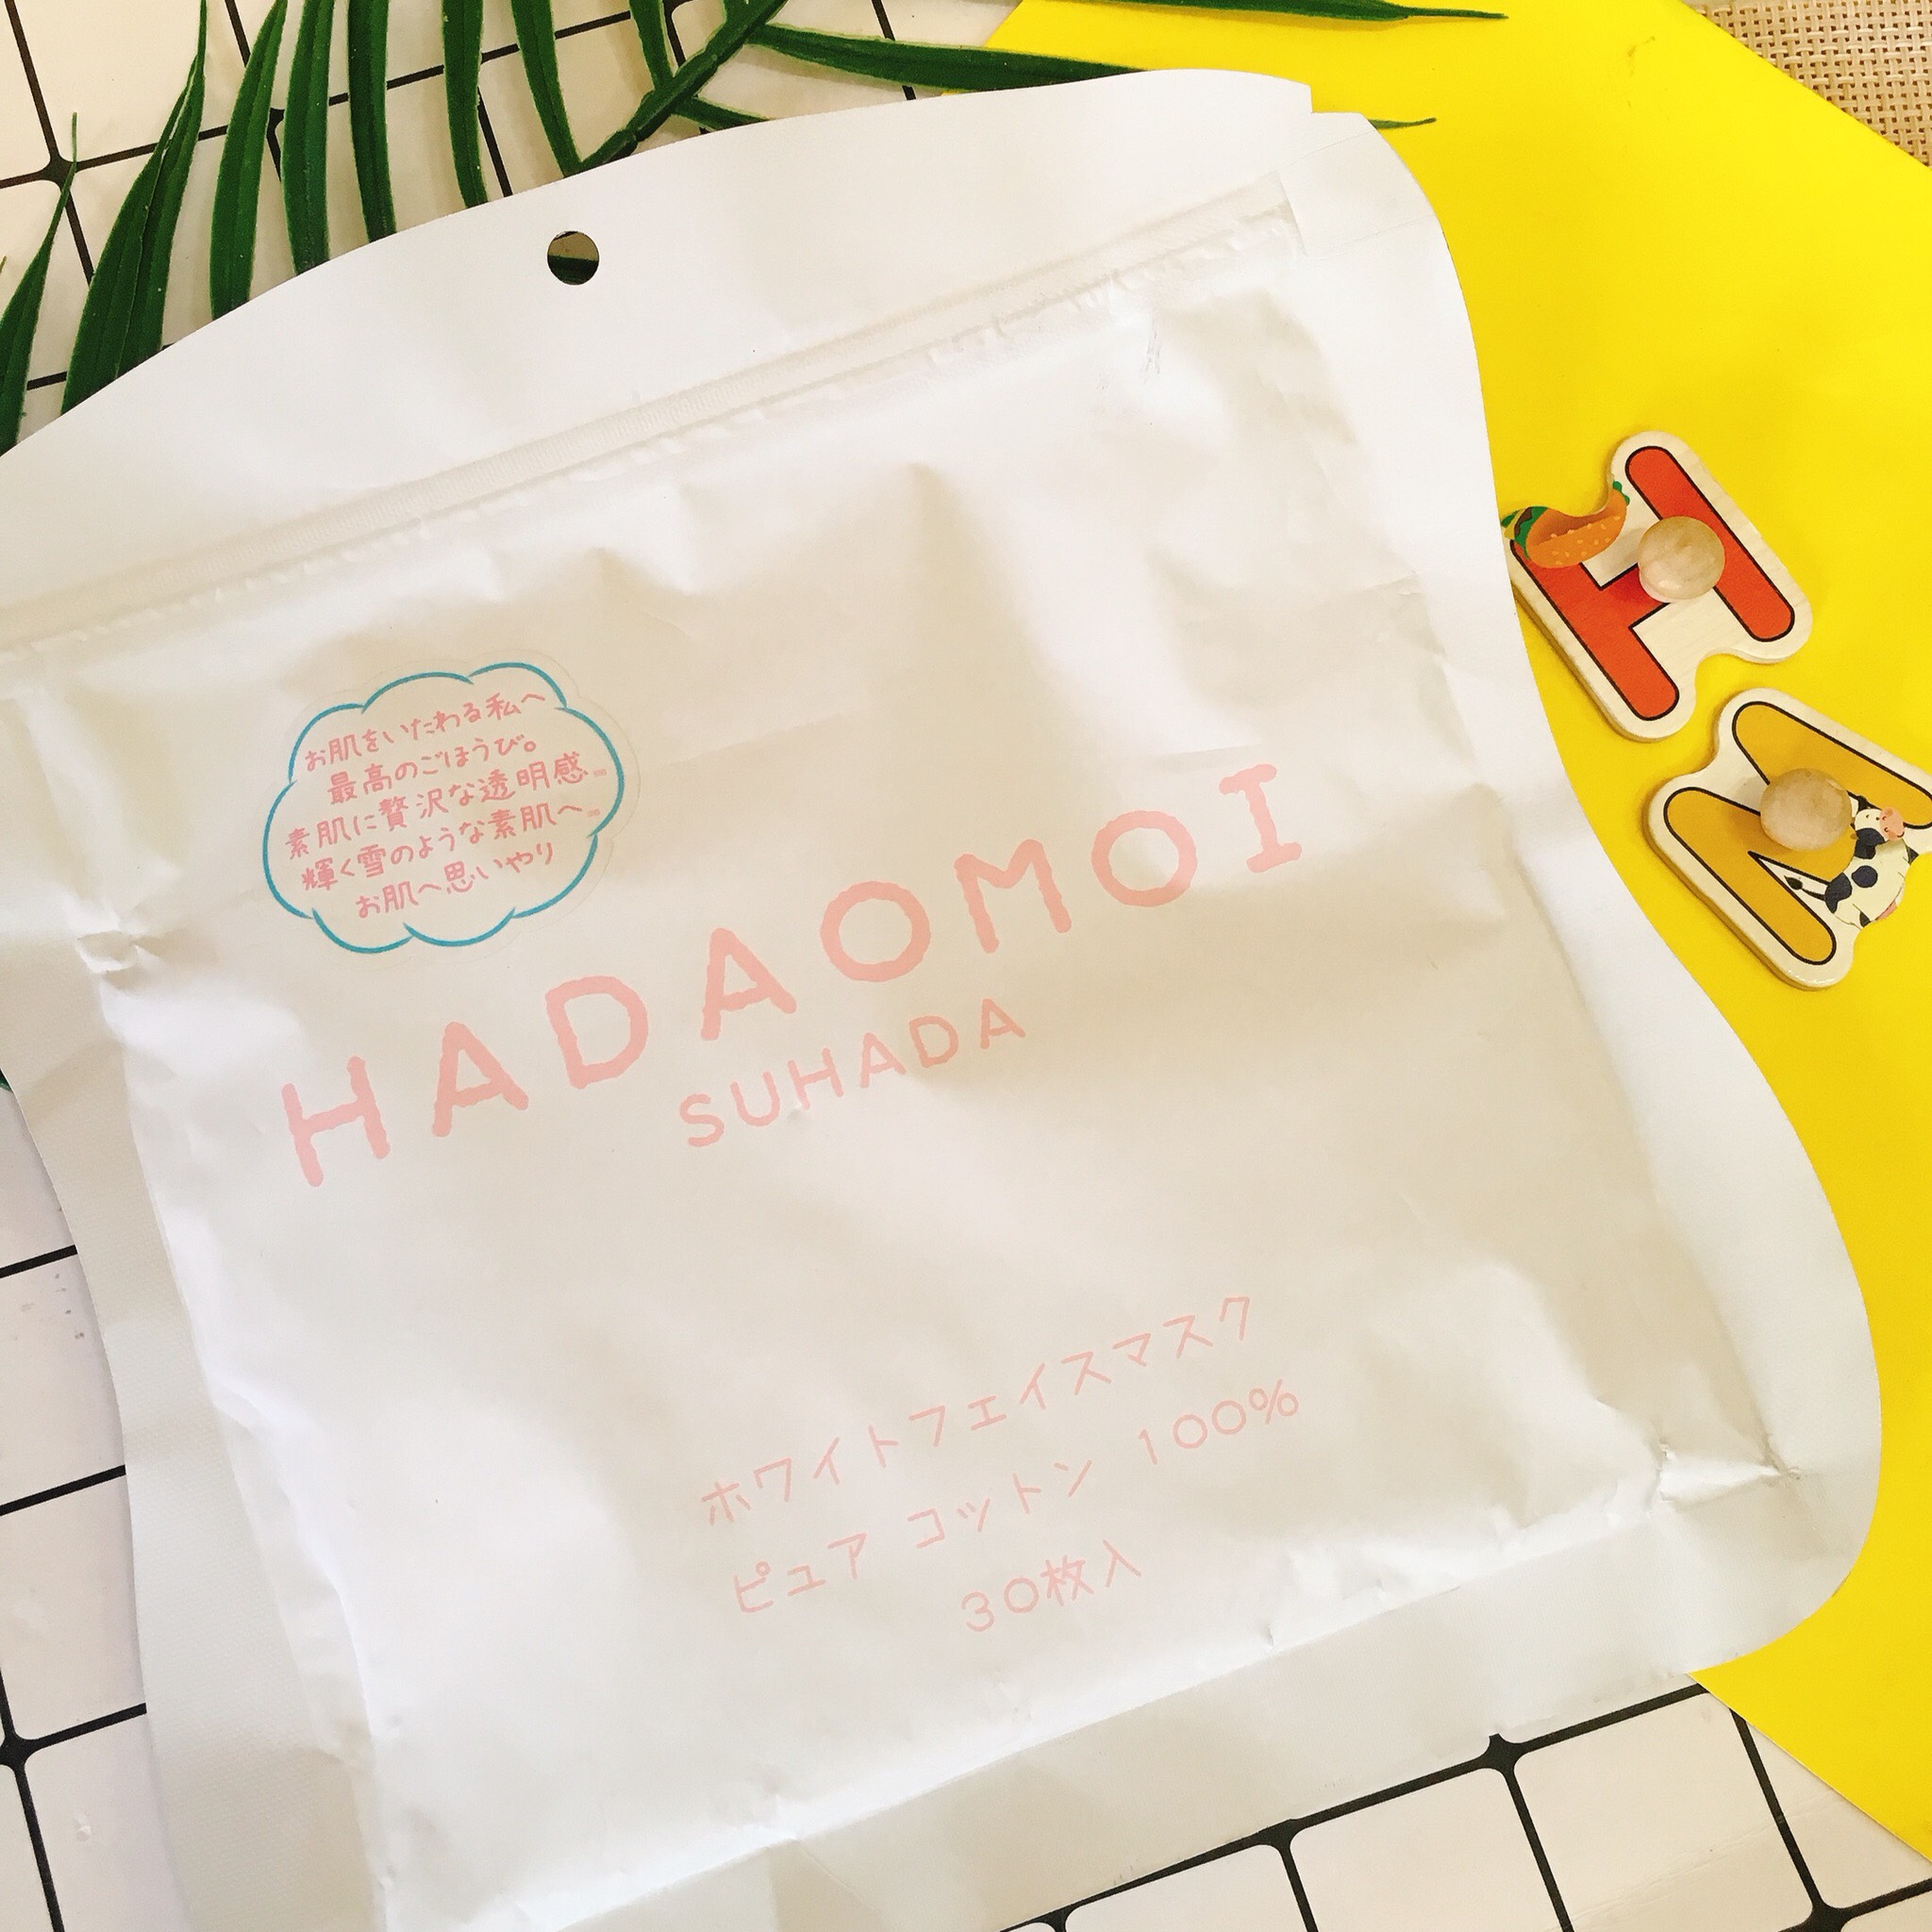 お肌をいたわる私へ
最高のごほうび。
素肌に贅沢な透明感
輝く雪のような素肌へ
お肌へ思いやり
HADAOMOI
SUHADA
ホワイトフェイスマスク
ピュア コットン 100%
30枚入
H